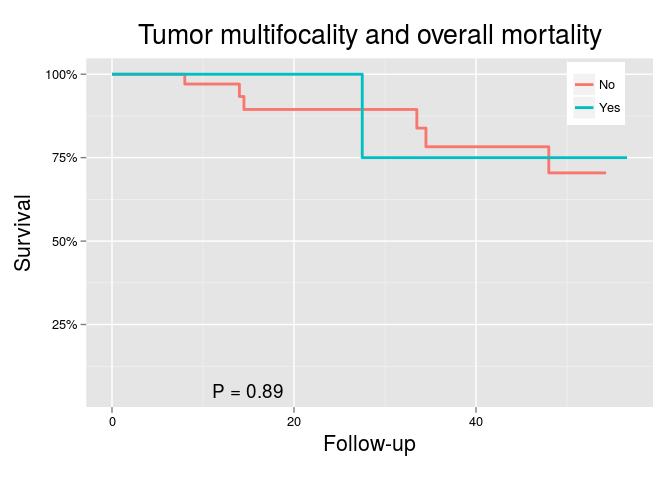 Tumor multifocality and overall mortality
100%
75%
50%
25%
Survival
No
Yes
P = 0.89
0
20
40
Follow-up